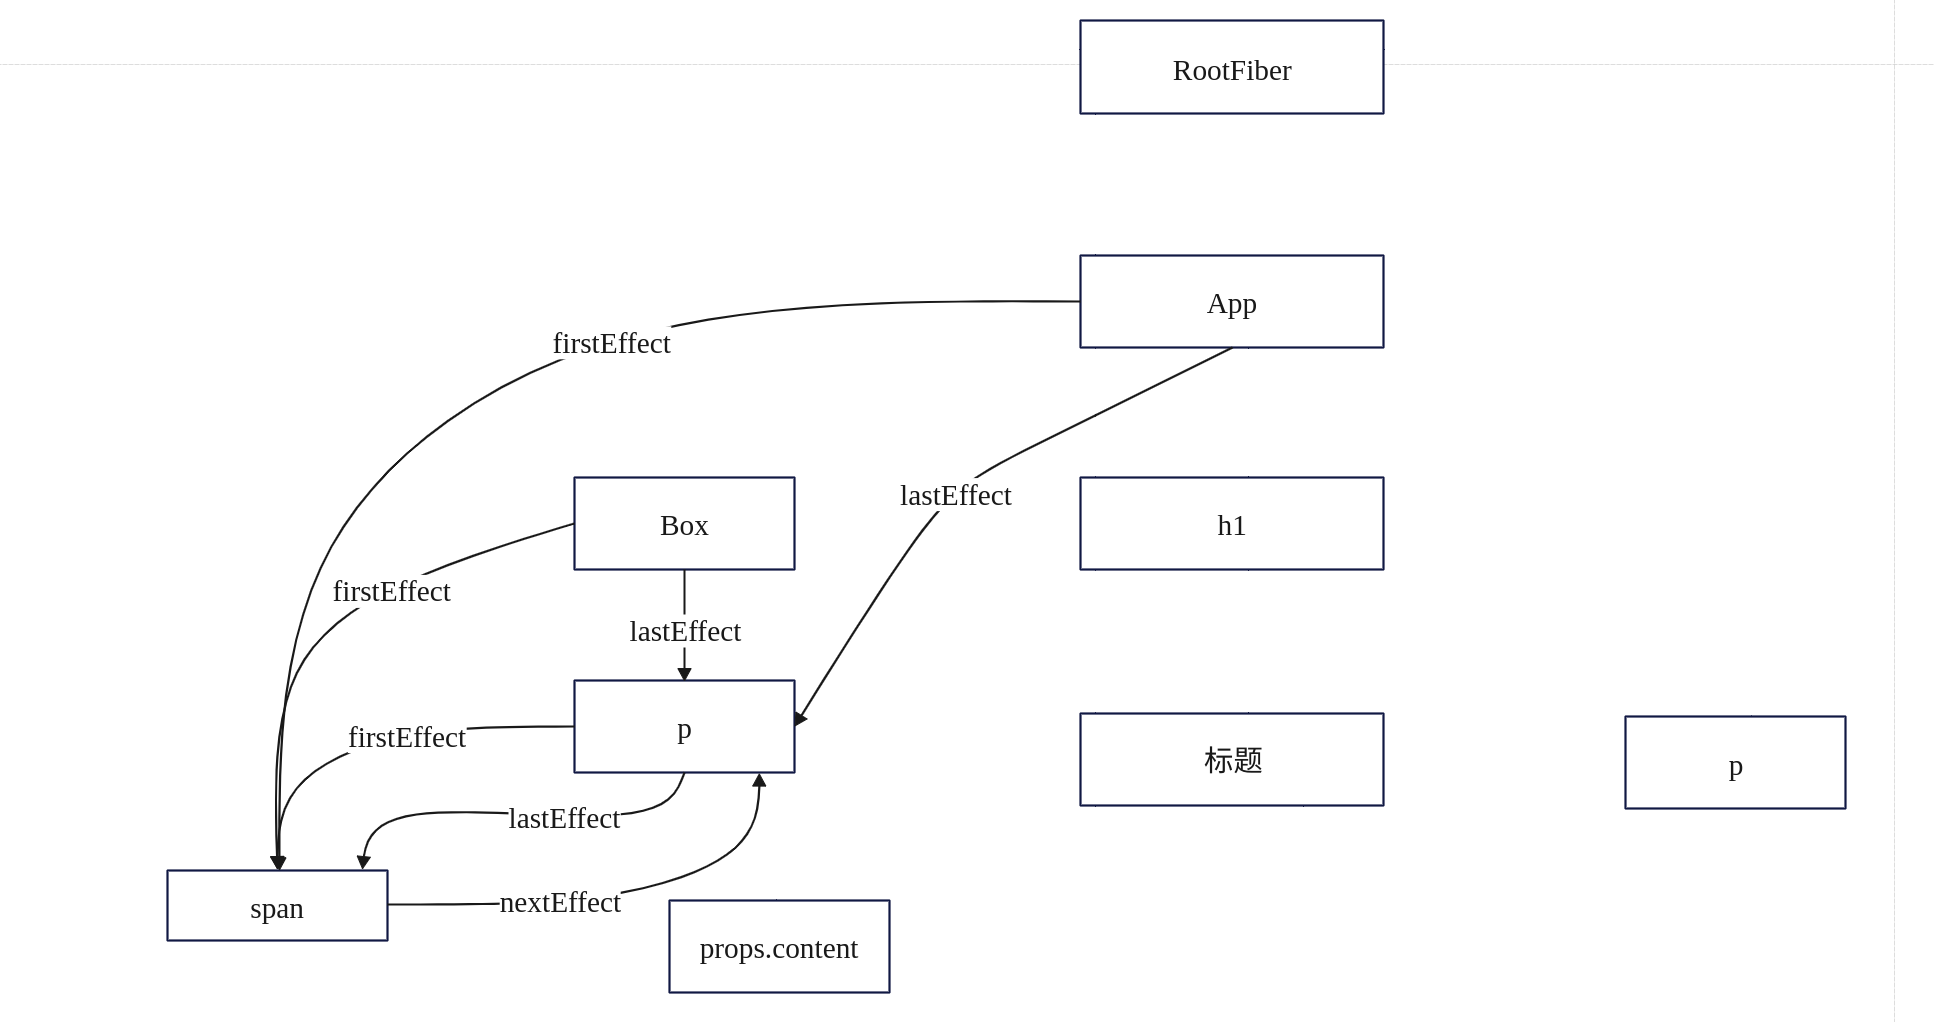 RootFiber
App
firstEffect
lastEffect
Box
h1
firstEffect
lastEffect
p
firstEffect
标题
p
lastEffect
nextEffect
span
props.content